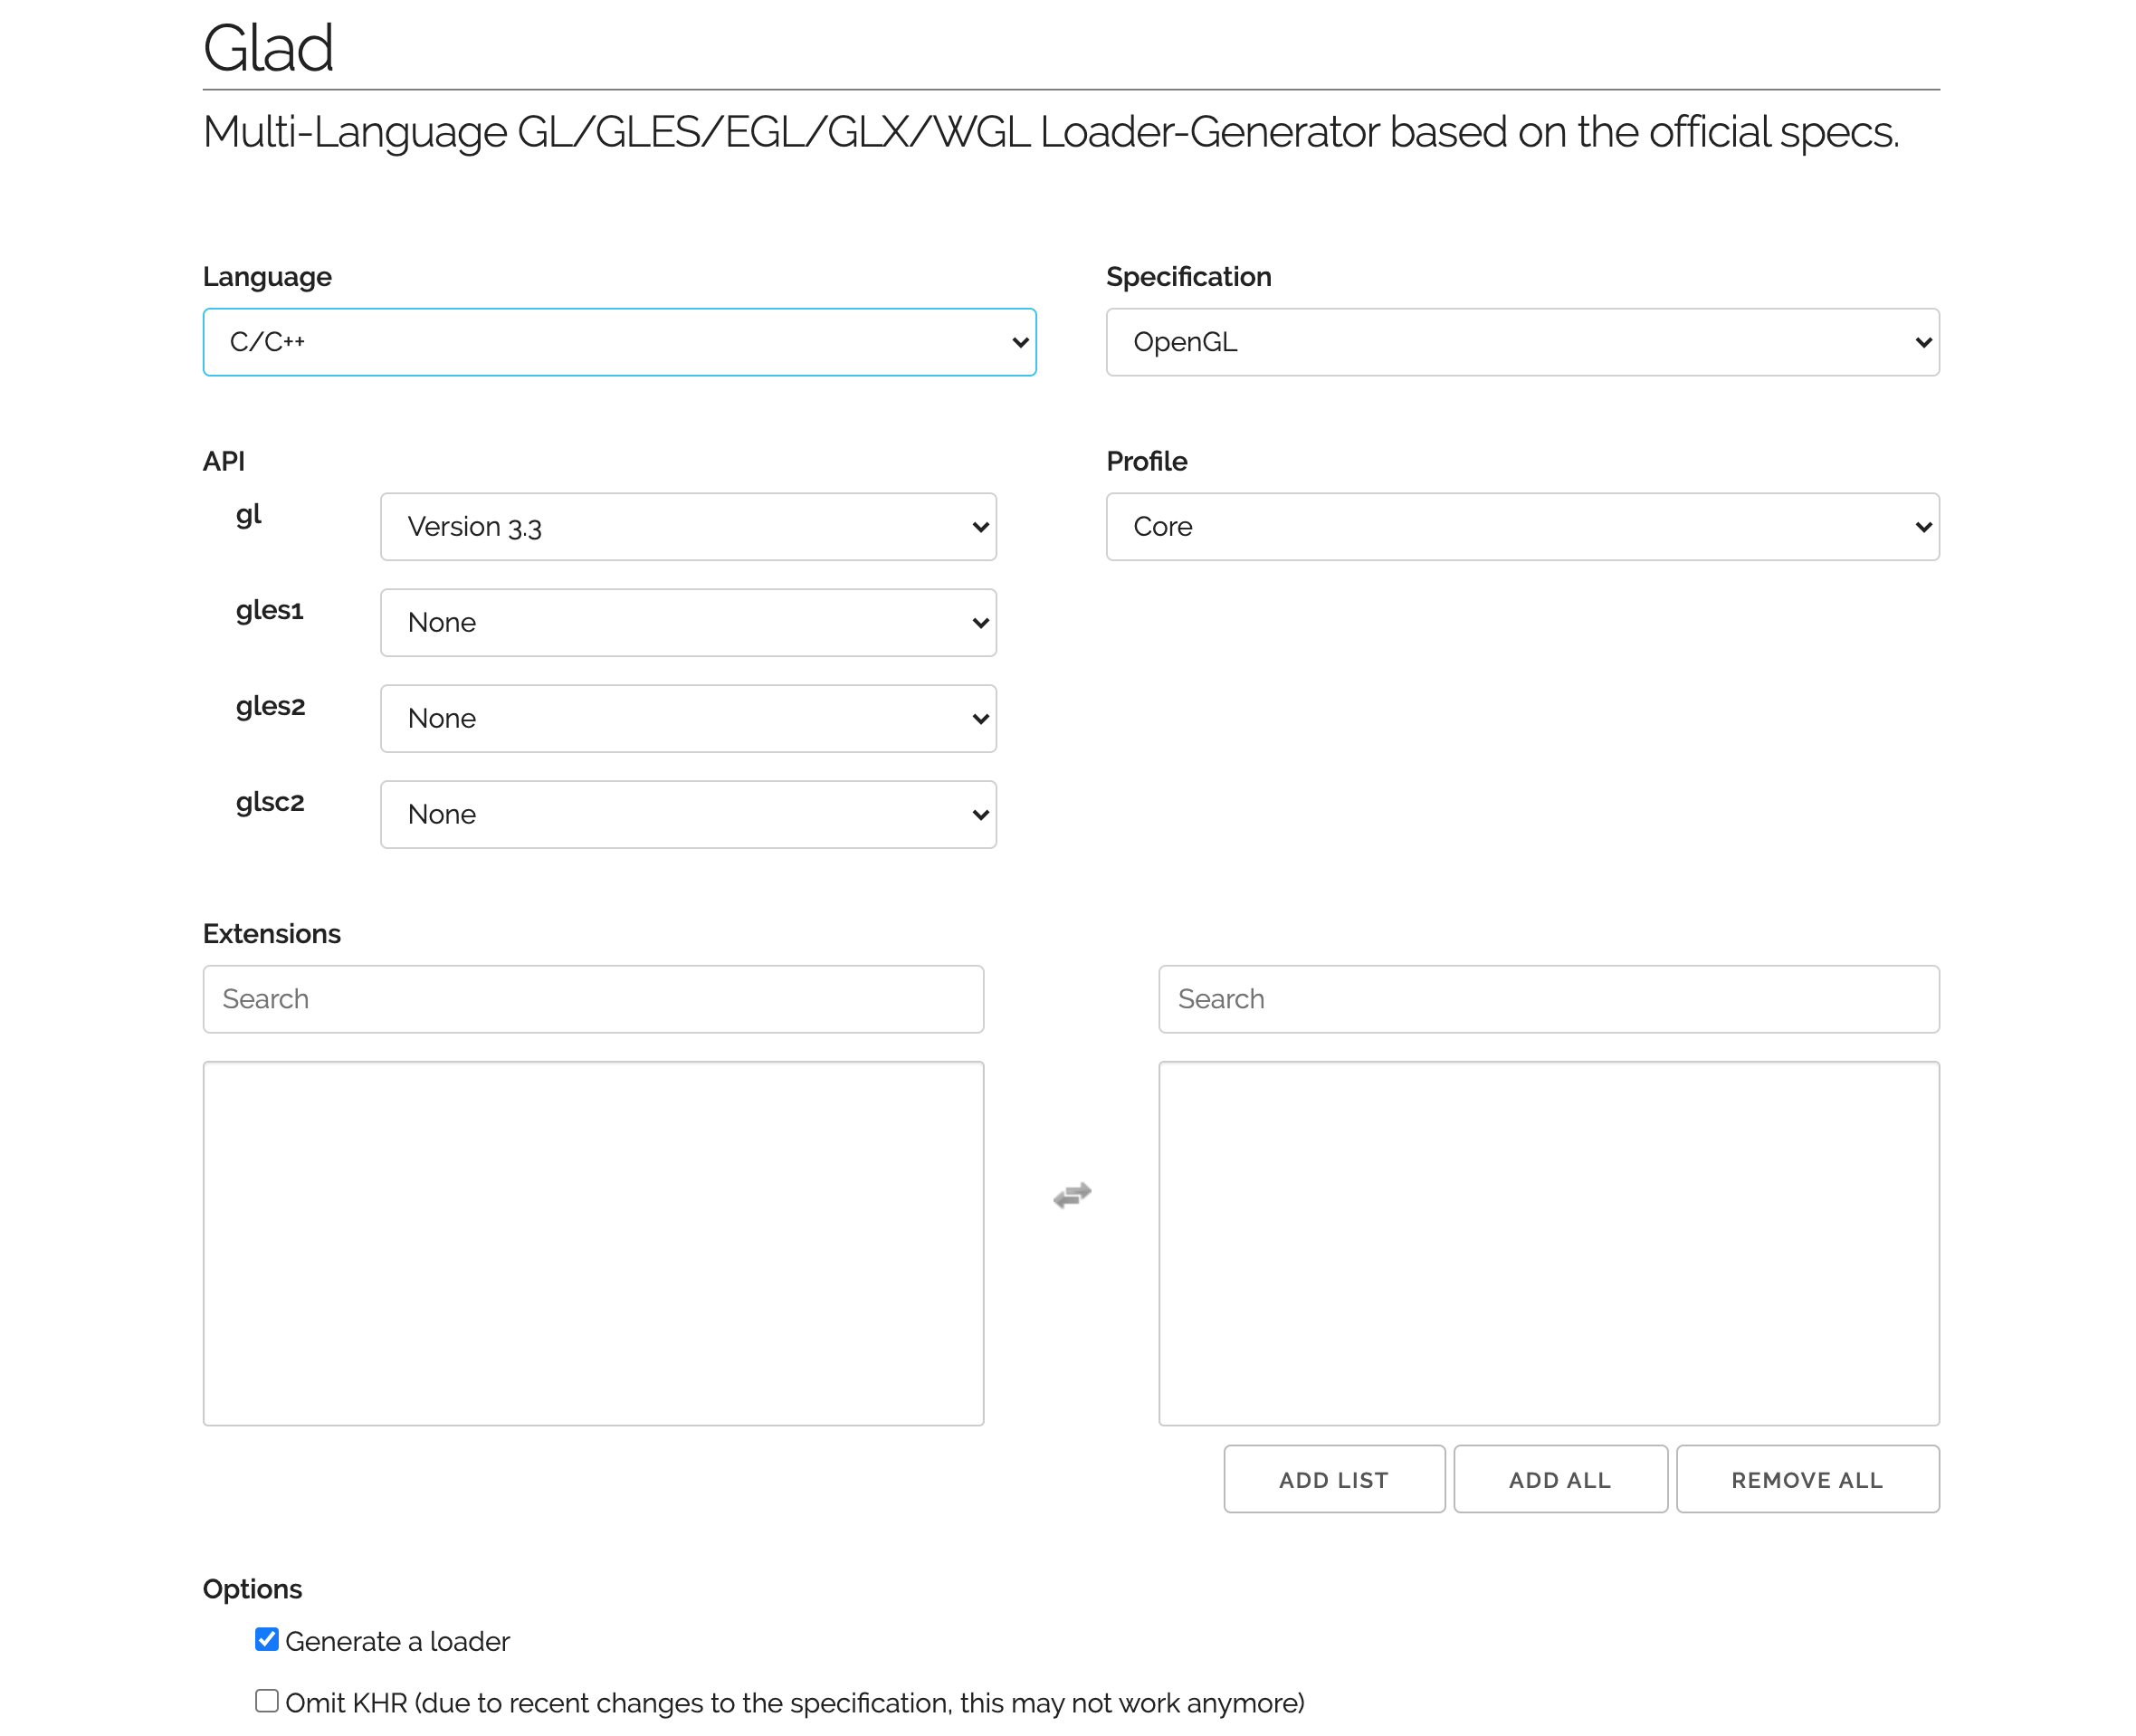 Glad
Multi-Language GL/GLES/EGL/GLX/WGL Loader-Generator based on the official specs.
Language
Specification
C/C++
OpenGL
API
Profile
gl
Version 3.3
Core
gles1
None
gles2
None
glsc2
None
Extensions
Search
Search
ADD LIST
ADD ALL
REMOVE ALL
Options
Generate a loader
Omit KHR (due to recent changes to the specification, this may not work anymore)